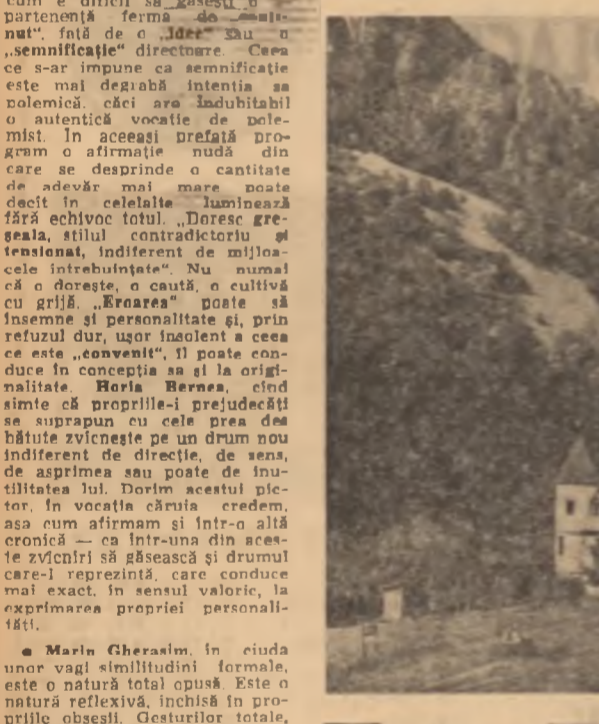 cum e dificil să găsești o
partenență fermă de
nut", față de o „Idee" sau o
„semnificație" directoare. Ceea
ce s-ar impune ca semnificație
este mai degrabă intenția sa
polemică, căci are indubitabil
o autentică vocație de pole-
mist. In aceeași prefață pro-
gram o afirmație nudă din
care se desprinde o cantitate
de adevăr mai mare poate
decît în celelalte luminează
fără echivoc totul. „Doresc gre-
șeala, stilul contradictoriu și
tensionat, indiferent de mijloa-
cele întrebuințate". Nu numai
că o dorește, o caută, o cultivă
cu grijă. „Eroarea" poate să
însemne și personalitate și, prin
refuzul dur, ușor insolent a ceea
ce este „convenit", îl poate con-
duce în concepția sa și la origi-
nalitate. Horia Bernea, cînd
simte că propriile-i prejudecăți
se suprapun cu cele prea des
bătute zvîcnește pe un drum nou
indiferent de direcție, de sens,
de asprimea sau poate de inu-
tilitatea lui. Dorim acestui pic-
tor, în vocația căruia credem,
așa cum afirmam și într-o altă
cronică — ca într-una din aces-
te zvîcniri să găsească și drumul
care-l reprezintă, care conduce
mai exact, în sensul valoric, la
exprimarea propriei personali-
tăți.
● Marin Gherasim, în ciuda
unor vagi similitudini formale,
este o natură total opusă. Este o
natură reflexivă, închisă în pro-
priile obsesii. Gesturilor totale,